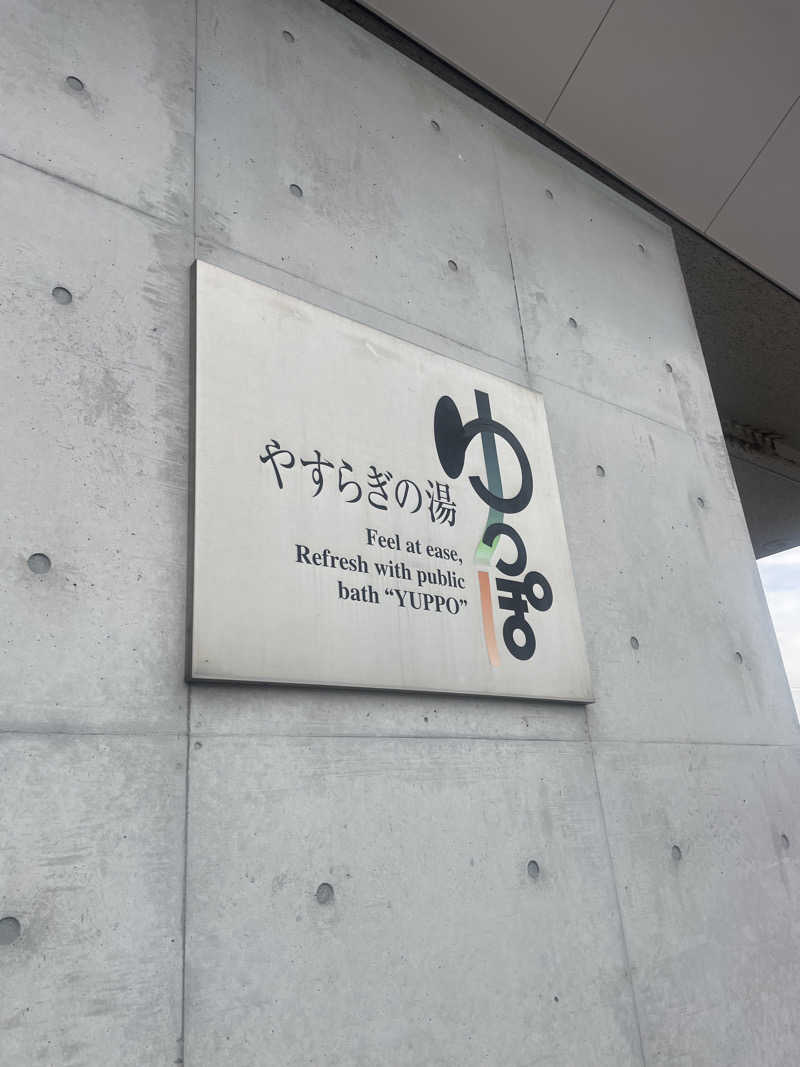 やすらぎの湯
ゆっぽ
Feel at ease,
Refresh with public
bath “YUPPO”